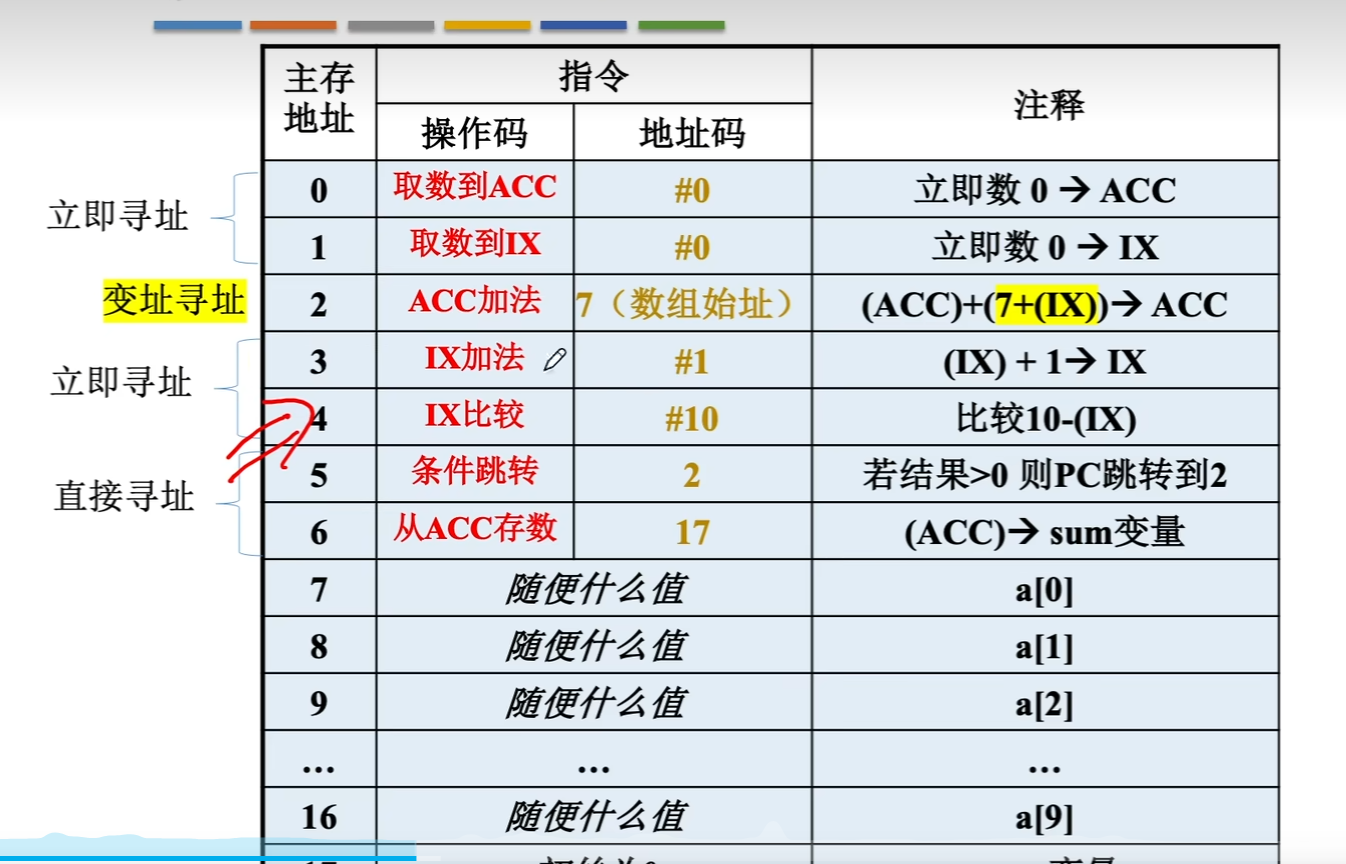 主存地址 指令 注释
操作码 地址码
立即寻址
0 取数到ACC #0 立即数 0 → ACC
1 取数到IX #0 立即数 0 → IX
变址寻址 2 ACC加法 7（数组始址） (ACC)+(7+(IX))→ ACC
立即寻址
3 IX加法 #1 (IX) + 1→ IX
4 IX比较 #10 比较10-(IX)
直接寻址
5 条件跳转 2 若结果>0 则PC跳转到2
6 从ACC存数 17 (ACC)→ sum变量
7 随便什么值 a[0]
8 随便什么值 a[1]
9 随便什么值 a[2]
... ... ...
16 随便什么值 a[9]